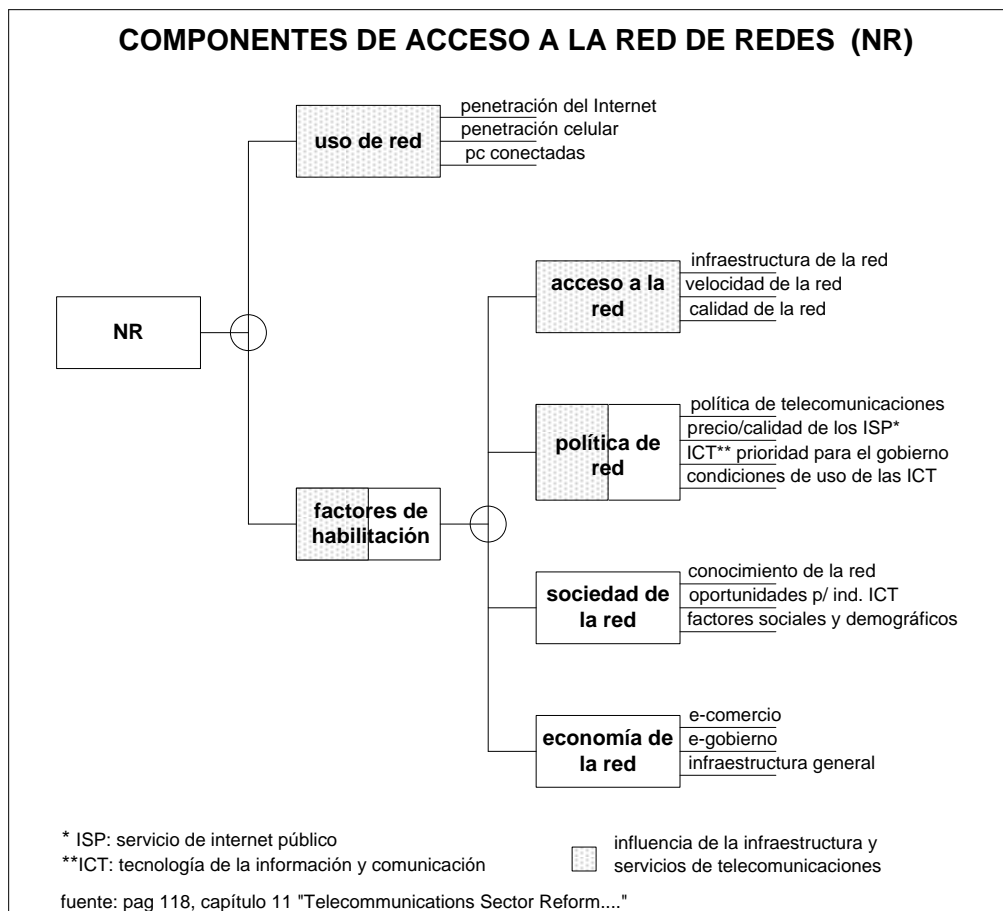 COMPONENTES DE ACCESO A LA RED DE REDES (NR)
penetración del Internet
uso de red
penetración celular
pc conectadas
infraestructura de la red
acceso a la
red
velocidad de la red
calidad de la red
NR
política de telecomunicaciones
precio/calidad de los ISP*
política de
red
ICT** prioridad para el gobierno
condiciones de uso de las ICT
factores de
habilitación
conocimiento de la red
sociedad de
la red
oportunidades p/ ind. ICT
factores sociales y demográficos
e-comercio
economía de
la red
e-gobierno
infraestructura general
* ISP: servicio de internet público
**ICT: tecnología de la información y comunicación
influencia de la infraestructura y
servicios de telecomunicaciones
fuente: pag 118, capítulo 11 "Telecommunications Sector Reform...."